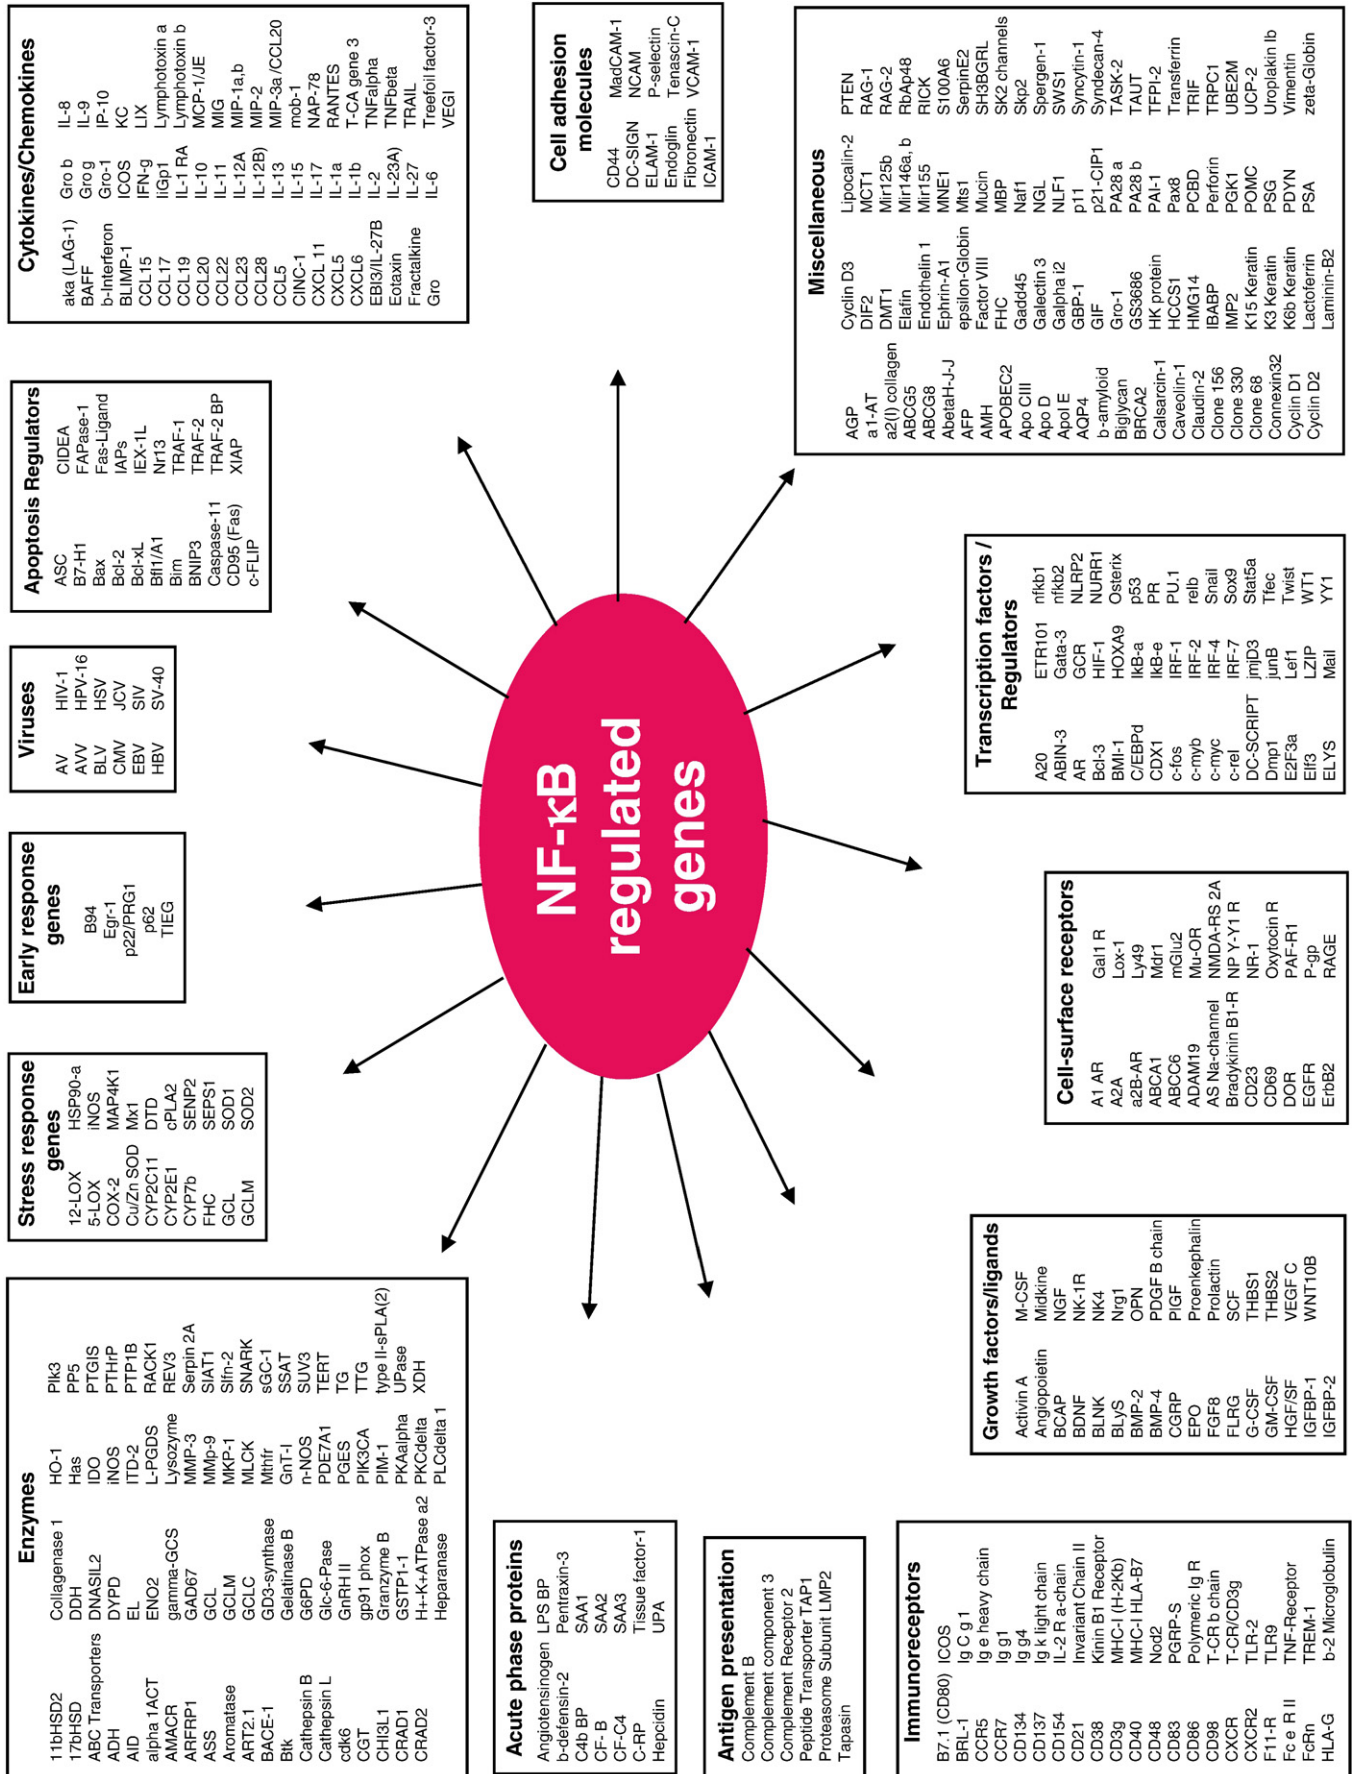 Enzymes
11bHSD2 Collagenase 1 HO-1 Plk3
17bHSD DDH Has PP5
ABC Transporters DNASIL2 IDO PTGIS
ADH DYPD iNOS PTHrP
AID EL ITD-2 PTP1B
alpha 1ACT ENO2 L-PGDS RACK1
AMACR gamma-GCS Lysozyme REV3
ARFRP1 GAD67 MMP-3 Serpin 2A
ASS GCL MMp-9 SIAT1
Aromatase GCLM MKP-1 Slfn-2
ART2.1 GCLC MLCK SNARK
BACE-1 GD3-synthase Mthfr sGC-1
Btk Gelatinase B GnT-I SSAT
Cathepsin B G6PD n-NOS SUV3
Cathepsin L Glc-6-Pase PDE7A1 TERT
cdk6 GnRH II PGES TG
CGT gp91 phox PIK3CA TTG
CHI3L1 Granzyme B PIM-1 type II-sPLA(2)
CRAD1 GSTP1-1 PKAalpha UPase
CRAD2 H+-K+ATPase a2 PKCdelta XDH
Heparanase PLCdelta 1
Stress response
genes
12-LOX HSP90-a
5-LOX iNOS
COX-2 MAP4K1
Cu/Zn SOD Mx1
CYP2C11 DTD
CYP2E1 cPLA2
CYP7b SENP2
FHC SEPS1
GCL SOD1
GCLM SOD2
Early response
genes
B94
Egr-1
p22/PRG1
p62
TIEG
Viruses
AV HIV-1
AVV HPV-16
BLV HSV
CMV JCV
EBV SIV
HBV SV-40
Apoptosis Regulators
ASC CIDEA
B7-H1 FAPase-1
Bax Fas-Ligand
Bcl-2 IAPs
Bcl-xL IEX-1L
Bfl1/A1 Nr13
Bim TRAF-1
BNIP3 TRAF-2
Caspase-11 TRAF-2 BP
CD95 (Fas) XIAP
c-FLIP
Cytokines/Chemokines
aka (LAG-1) Gro b IL-8
BAFF Gro g IL-9
b-Interferon Gro-1 IP-10
BLIMP-1 ICOS KC
CCL15 IFN-g LIX
CCL17 IiGp1 Lymphotoxin a
CCL19 IL-1 RA Lymphotoxin b
CCL20 IL-10 MCP-1/JE
CCL22 IL-11 MIG
CCL23 IL-12A MIP-1a,b
CCL28 IL-12B) MIP-2
CCL5 IL-13 MIP-3a/CCL20
CINC-1 IL-15 mob-1
CXCL 11 IL-17 NAP-78
CXCL5 IL-1a RANTES
CXCL6 IL-1b T-CA gene 3
EBI3/IL-27B IL-2 TNFalpha
Eotaxin IL-23A) TNFbeta
Fractalkine IL-27 TRAIL
Gro IL-6 Treefoil factor-3
VEGI
Acute phase proteins
Angiotensinogen LPS BP
b-defensin-2 Pentraxin-3
C4b BP SAA1
CF-B SAA2
CF-C4 SAA3
C-RP Tissue factor-1
Hepcidin UPA
NF-κB
regulated
genes
Cell adhesion
molecules
CD44 MadCAM-1
DC-SIGN NCAM
ELAM-1 P-selectin
Endoglin Tenascin-C
Fibronectin VCAM-1
ICAM-1
Antigen presentation
Complement B
Complement component 3
Complement Receptor 2
Peptide Transporter TAP1
Proteasome Subunit LMP2
Tapasin
Immunoreceptors
B7.1 (CD80) ICOS
BRL-1 Ig C g 1
CCR5 Ig e heavy chain
CCR7 Ig g1
CD134 Ig g4
CD137 Ig k light chain
CD154 IL-2 R a-chain
CD21 Invariant Chain II
CD38 Kinin B1 Receptor
CD3g MHC-I (H-2Kb)
CD40 MHC-I HLA-B7
CD48 Nod2
CD83 PGRP-S
CD86 Polymeric Ig R
CD98 T-CR b chain
CXCR T-CR/CD3g
CXCR2 TLR-2
F11-R TLR9
Fc e R II TNF-Receptor
FcRn TREM-1
HLA-G b-2 Microglobulin
Growth factors/ligands
Activin A M-CSF
Angiopoietin Midkine
BCAP NGF
BDNF NK-1R
BLNK NK4
BLyS Nrg1
BMP-2 OPN
BMP-4 PDGF B chain
CGRP PIGF
EPO Proenkephalin
FGF8 Prolactin
FLRG SCF
G-CSF THBS1
GM-CSF THBS2
HGF/SF VEGF C
IGFBP-1 WNT10B
IGFBP-2
Cell-surface receptors
A1 AR Gal1 R
A2A Lox-1
a2B-AR Ly49
ABCA1 Mdr1
ABCC6 mGlu2
ADAM19 Mu-OR
AS Na-channel NMDA-RS 2A
Bradykinin B1-R NP Y-Y1 R
CD23 NR-1
CD69 Oxytocin R
DOR PAF-R1
EGFR P-gp
ErbB2 RAGE
Transcription factors /
Regulators
A20 ETR101 nfkb1
ABIN-3 Gata-3 nfkb2
AR GCR NLRP2
Bcl-3 HIF-1 NURR1
BMI-1 HOXA9 Osterix
C/EBPd IkB-a p53
CDX1 IkB-e PR
c-fos IRF-1 PU.1
c-myb IRF-2 relb
c-myc IRF-4 Snail
c-rel IRF-7 Sox9
DC-SCRIPT jmjD3 Stat5a
Dmp1 junB Tfec
E2F3a Lef1 Twist
Elf3 LZIP WT1
ELYS Mail YY1
Miscellaneous
AGP Cyclin D3 Lipocalin-2 PTEN
a1-AT DIF2 MCT1 RAG-1
a2(I) collagen DMT1 Mir125b RAG-2
ABCG5 Elafin Mir146a, b RbAp48
ABCG8 Endothelin 1 Mir155 RICK
AbetaH-J-J Ephrin-A1 MNE1 S100A6
AFP epsilon-Globin Mts1 SerpinE2
AMH Factor VIII Mucin SH3BGRL
APOBEC2 FHC MBP SK2 channels
Apo CIII Gadd45 Naf1 Skp2
Apo D Galectin 3 NGL Spergen-1
Apol E Galpha i2 NLF1 SWS1
AQP4 GBP-1 p11 Syncytin-1
b-amyloid GIF p21-CIP1 Syndecan-4
Biglycan Gro-1 PA28 a TASK-2
BRCA2 GS3686 PA28 b TAUT
Calsarcin-1 HK protein PAI-1 TFPI-2
Caveolin-1 HCCS1 Pax8 Transferrin
Claudin-2 HMG14 PCBD TRIF
Clone 156 IBABP Perforin TRPC1
Clone 330 IMP2 PGK1 UBE2M
Clone 68 K15 Keratin POMC UCP-2
Connexin32 K3 Keratin PSG Uroplakin Ib
Cyclin D1 K6b Keratin PDYN Vimentin
Cyclin D2 Lactoferrin PSA zeta-Globin
Laminin-B2